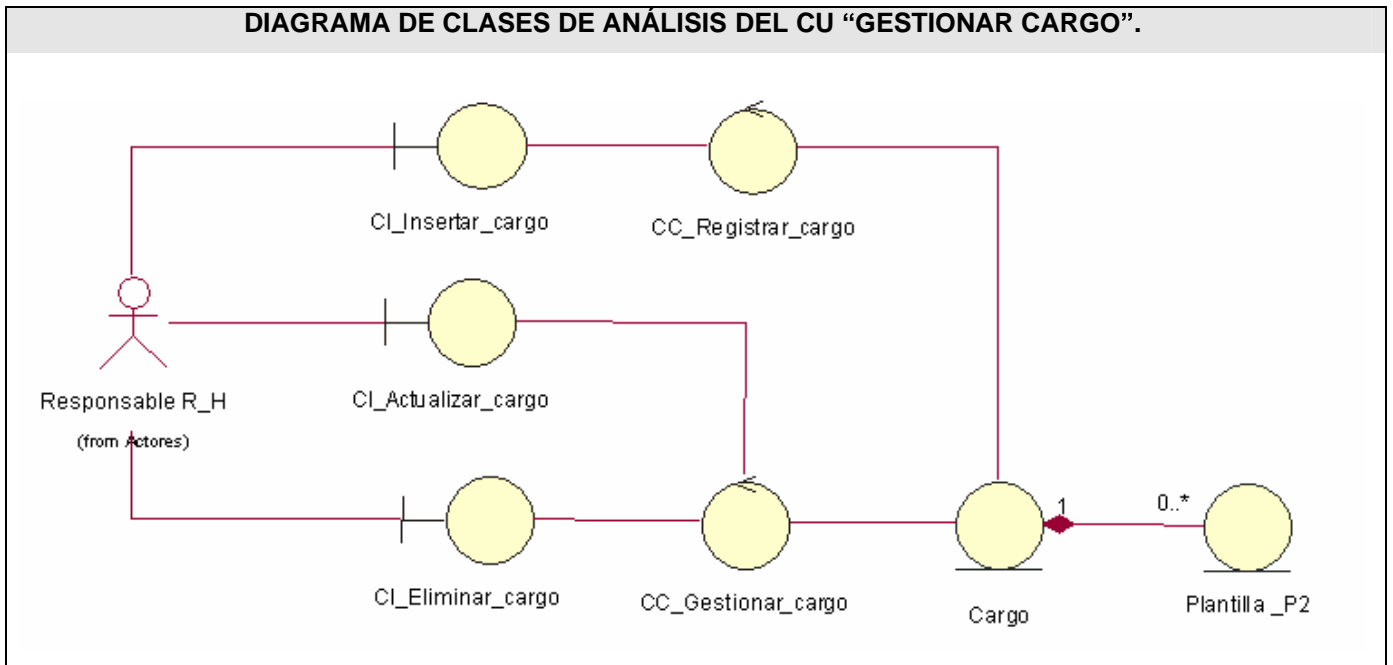 DIAGRAMA DE CLASES DE ANÁLISIS DEL CU “GESTIONAR CARGO”.
CI_Insertar_cargo
CC_Registrar_cargo
Responsable R_H
(from Actores)
CI_Actualizar_cargo
CI_Eliminar_cargo
CC_Gestionar_cargo
1
0..*
Cargo
Plantilla _P2